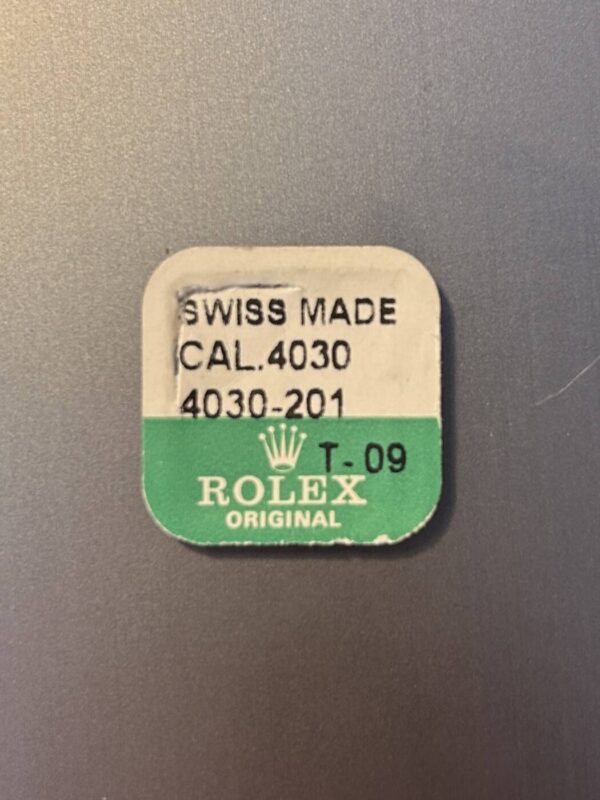 SWISS MADE
CAL.4030
4030-201
T-09
ROLEX
ORIGINAL